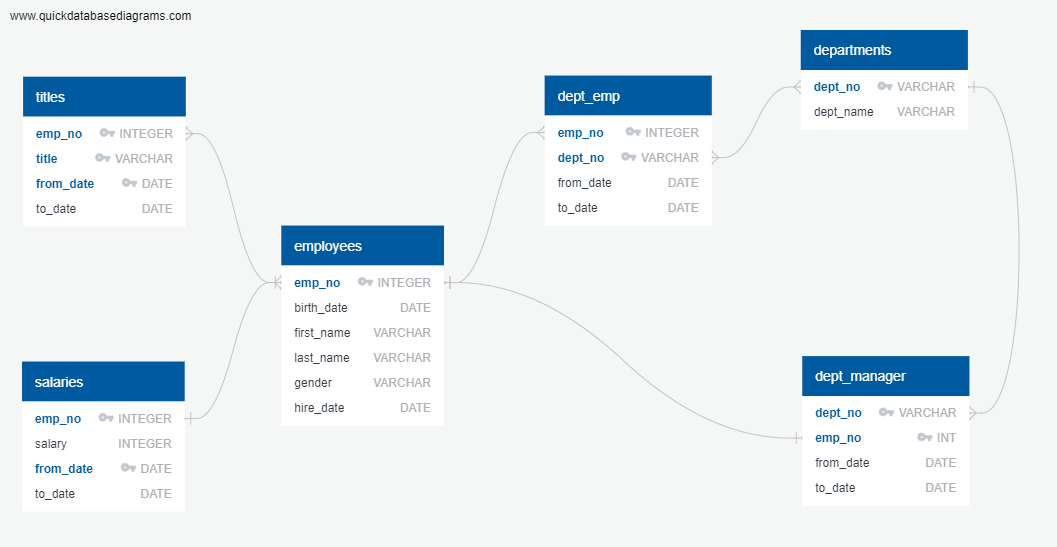 www.quickdatabasediagrams.com
titles
emp_no INTEGER
title VARCHAR
from_date DATE
to_date DATE
salaries
emp_no INTEGER
salary INTEGER
from_date DATE
to_date DATE
employees
emp_no INTEGER
birth_date DATE
first_name VARCHAR
last_name VARCHAR
gender VARCHAR
hire_date DATE
dept_emp
emp_no INTEGER
dept_no VARCHAR
from_date DATE
to_date DATE
departments
dept_no VARCHAR
dept_name VARCHAR
dept_manager
dept_no VARCHAR
emp_no INT
from_date DATE
to_date DATE